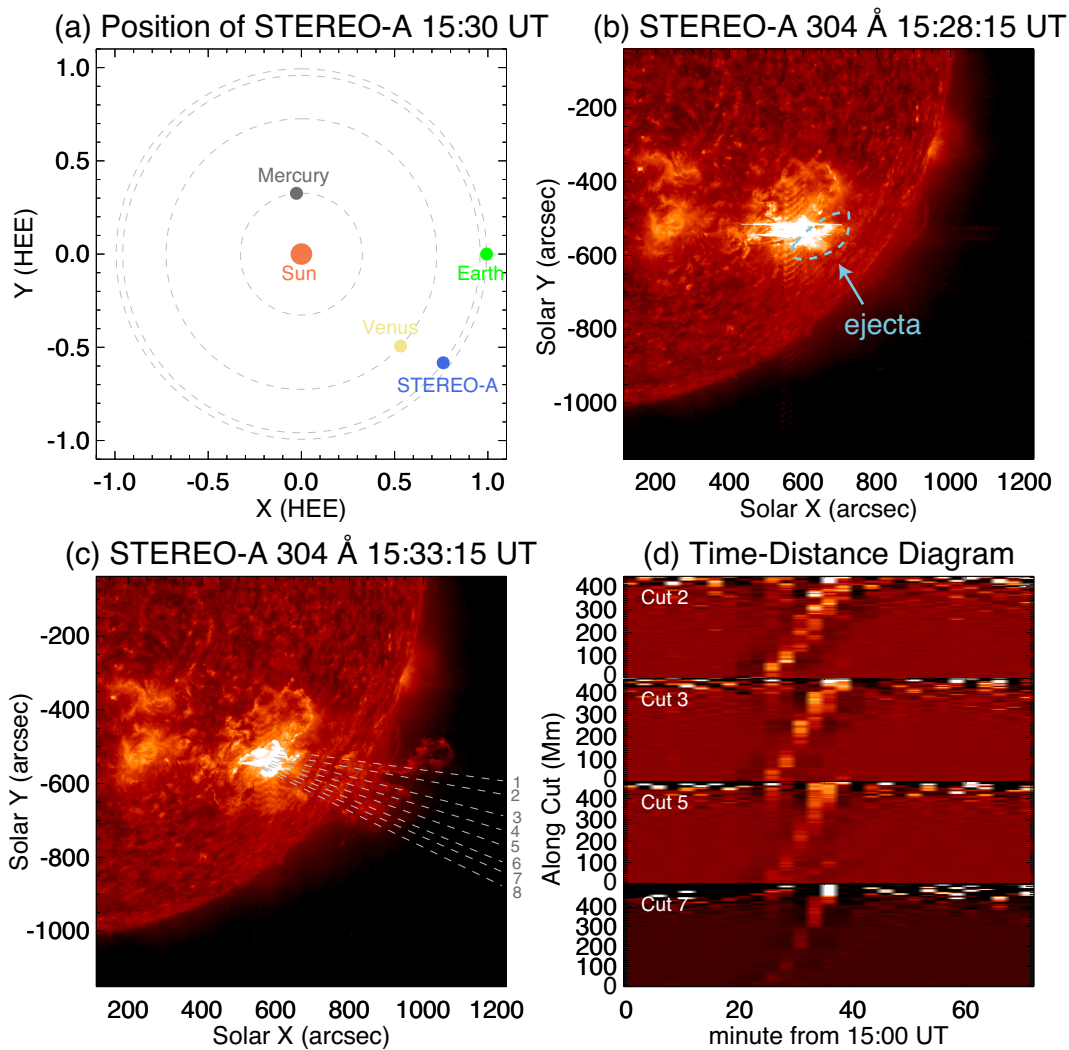 (a) Position of STEREO-A 15:30 UT
1.0
0.5
0.0
-0.5
-1.0
Y (HEE)
Mercury
Sun
Earth
Venus
STEREO-A
-1.0 -0.5 0.0 0.5 1.0
X (HEE)
(b) STEREO-A 304 Å 15:28:15 UT
-200
-400
-600
-800
-1000
Solar Y (arcsec)
ejecta
200 400 600 800 1000 1200
Solar X (arcsec)
(c) STEREO-A 304 Å 15:33:15 UT
-200
-400
-600
-800
-1000
Solar Y (arcsec)
1
2
3
4
5
6
7
8
200 400 600 800 1000 1200
Solar X (arcsec)
(d) Time-Distance Diagram
Along Cut (Mm)
400
300
200
100
0
Cut 2
400
300
200
100
0
Cut 3
400
300
200
100
0
Cut 5
400
300
200
100
0
Cut 7
0 20 40 60
minute from 15:00 UT